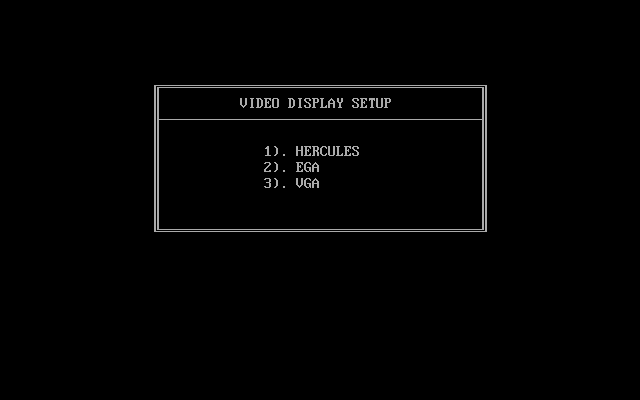 VIDEO DISPLAY SETUP
1). HERCULES
2). EGA
3). VGA